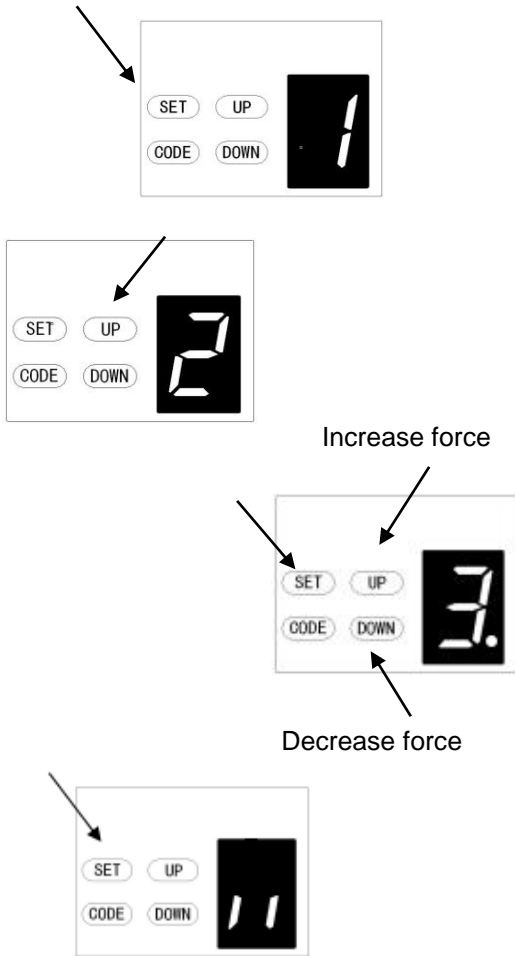 SET UP
CODE DOWN
1
SET UP
CODE DOWN
2
Increase force
SET UP
CODE DOWN
3.
Decrease force
SET UP
CODE DOWN
11